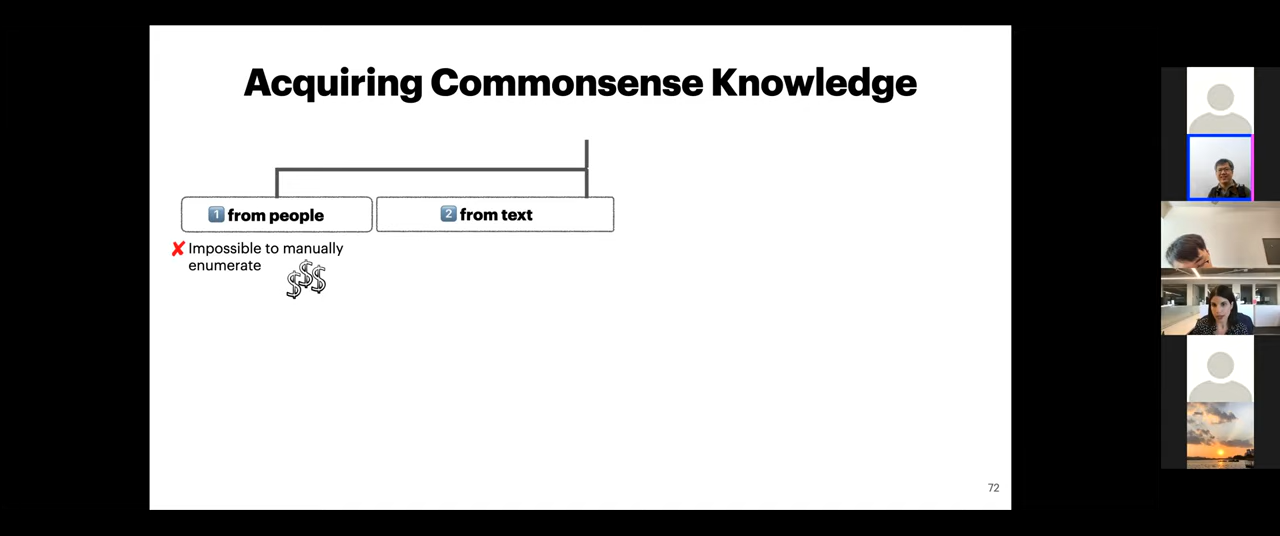 Acquiring Commonsense Knowledge
1 from people
2 from text
✘ Impossible to manually
enumerate
$$$
72